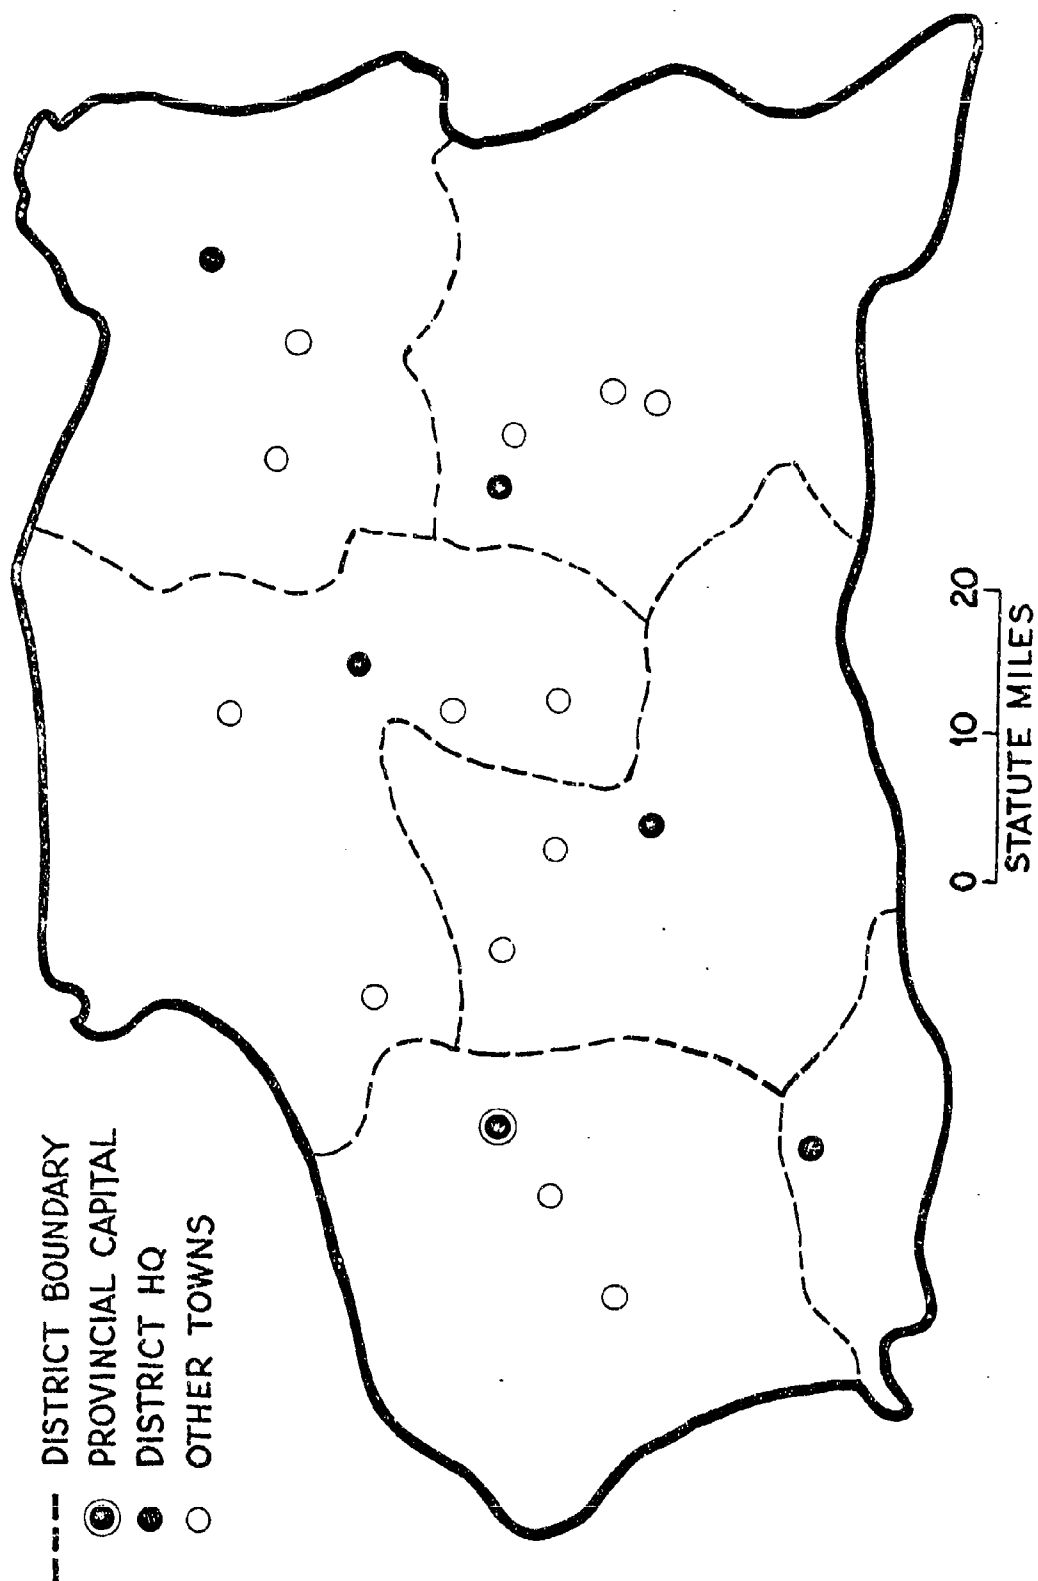 DISTRICT BOUNDARY
PROVINCIAL CAPITAL
DISTRICT HQ
OTHER TOWNS
0 10 20
STATUTE MILES